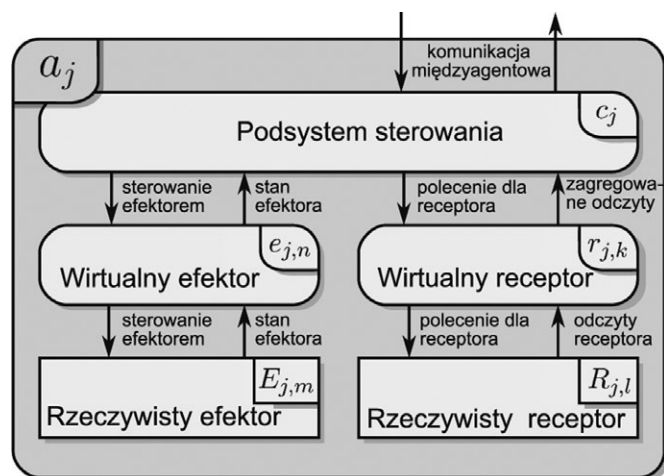 komunikacja
międzyagentowa
a_j
c_j
Podsystem sterowania
sterowanie
efektorem
stan
efektora
polecenie dla
receptora
zagregowa-
ne odczyty
e_{j,n}
Wirtualny efektor
r_{j,k}
Wirtualny receptor
sterowanie
efektorem
stan
efektora
polecenie dla
receptora
odczyty
receptora
E_{j,m}
Rzeczywisty efektor
R_{j,l}
Rzeczywisty receptor